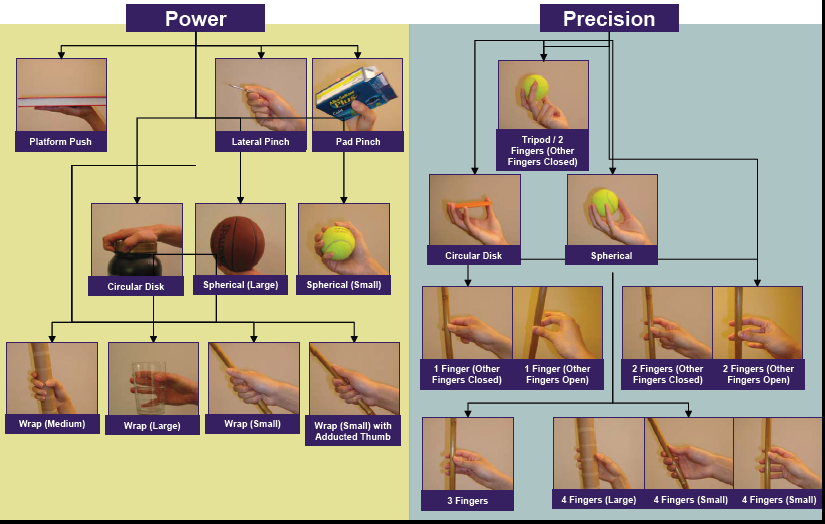 Power
Precision
Platform Push
Lateral Pinch
Pad Pinch
Tripod / 2
Fingers (Other
Fingers Closed)
Circular Disk
Spherical (Large)
Spherical (Small)
Circular Disk
Spherical
Wrap (Medium)
Wrap (Large)
Wrap (Small)
Wrap (Small) with
Adducted Thumb
1 Finger (Other
Fingers Closed)
1 Finger (Other
Fingers Open)
2 Fingers (Other
Fingers Closed)
2 Fingers (Other
Fingers Open)
3 Fingers
4 Fingers (Large)
4 Fingers (Small)
4 Fingers (Small)